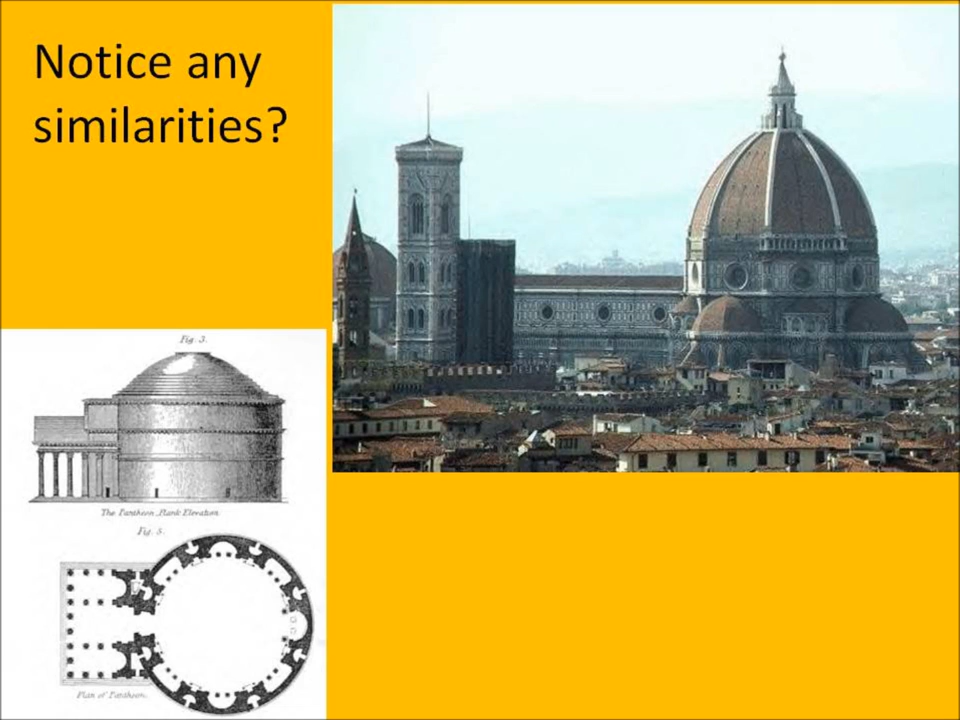 Notice any
similarities?
Fig. 3.
The Pantheon, Flank Elevation.
Fig. 5.
Plan of Pantheon.